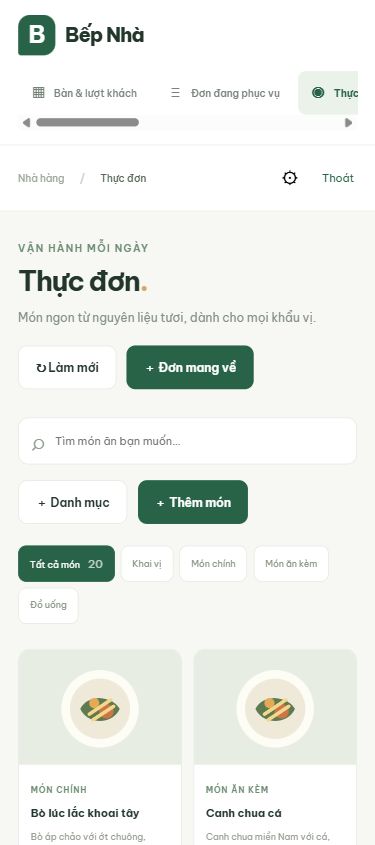 B Bếp Nhà
Bàn & lượt khách Đơn đang phục vụ Thực
Nhà hàng / Thực đơn Thoát
VẬN HÀNH MỖI NGÀY
Thực đơn.
Món ngon từ nguyên liệu tươi, dành cho mọi khẩu vị.
↻ Làm mới + Đơn mang về
Tìm món ăn bạn muốn...
+ Danh mục + Thêm món
Tất cả món 20 Khai vị Món chính Món ăn kèm
Đồ uống
MÓN CHÍNH MÓN ĂN KÈM
Bò lúc lắc khoai tây Canh chua cá
Bò áp chảo với ớt chuông, Canh chua miền Nam với cá,